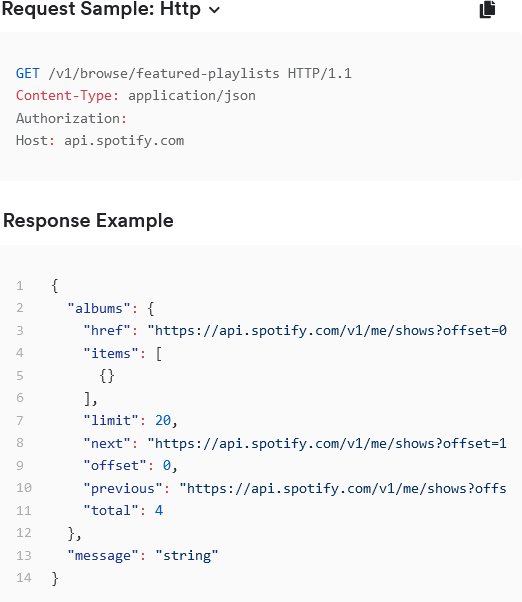 Request Sample: Http
GET /v1/browse/featured-playlists HTTP/1.1
Content-Type: application/json
Authorization:
Host: api.spotify.com
Response Example
1 {
2 "albums": {
3 "href": "https://api.spotify.com/v1/me/shows?offset=0
4 "items": [
5 {}
6 ],
7 "limit": 20,
8 "next": "https://api.spotify.com/v1/me/shows?offset=1
9 "offset": 0,
10 "previous": "https://api.spotify.com/v1/me/shows?offs
11 "total": 4
12 },
13 "message": "string"
14 }